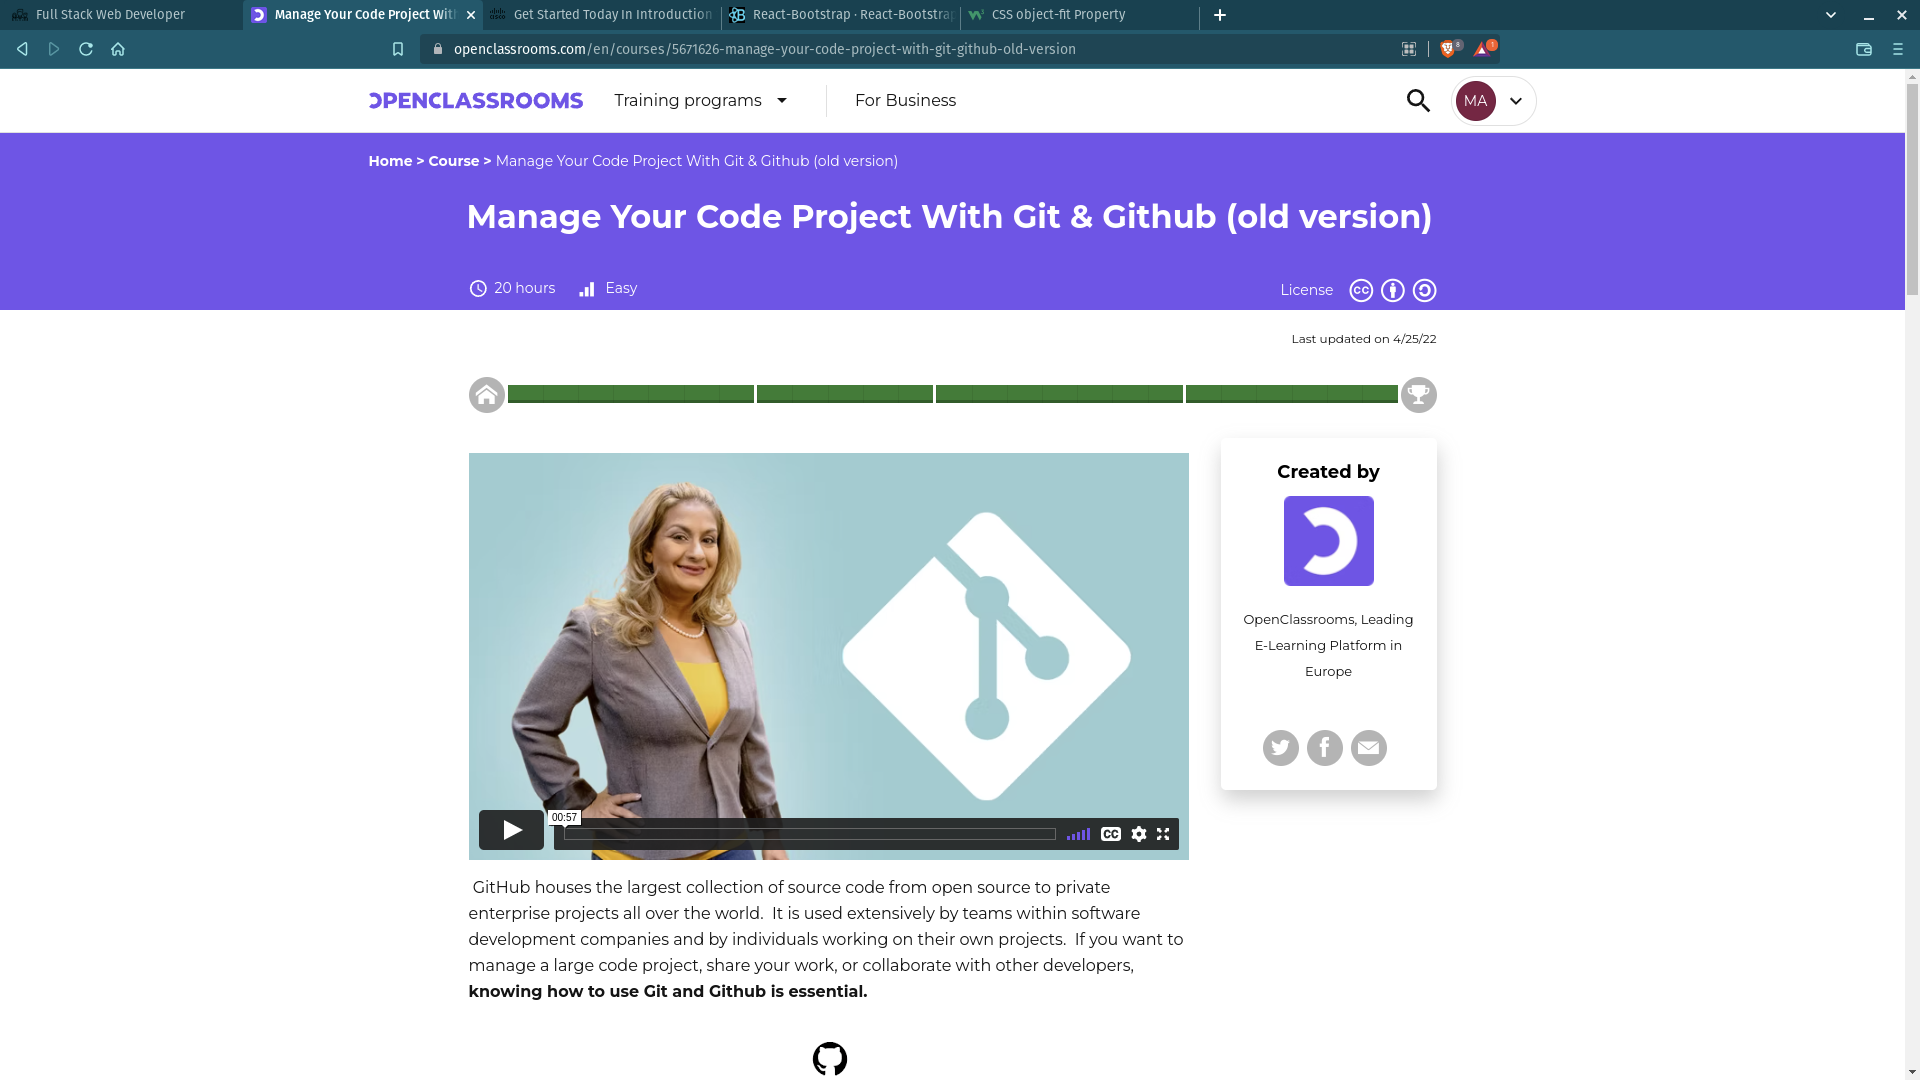 Full Stack Web Developer
Manage Your Code Project Wit
Get Started Today In Introduction
React-Bootstrap · React-Bootstrap
CSS object-fit Property
openclassrooms.com/en/courses/5671626-manage-your-code-project-with-git-github-old-version
8
1
OPENCLASSROOMS
Training programs
For Business
MA
Home > Course > Manage Your Code Project With Git & Github (old version)
Manage Your Code Project With Git & Github (old version)
20 hours
Easy
License
cc
Last updated on 4/25/22
Created by
OpenClassrooms, Leading
E-Learning Platform in
Europe
00:57
CC
GitHub houses the largest collection of source code from open source to private
enterprise projects all over the world. It is used extensively by teams within software
development companies and by individuals working on their own projects. If you want to
manage a large code project, share your work, or collaborate with other developers,
knowing how to use Git and Github is essential.